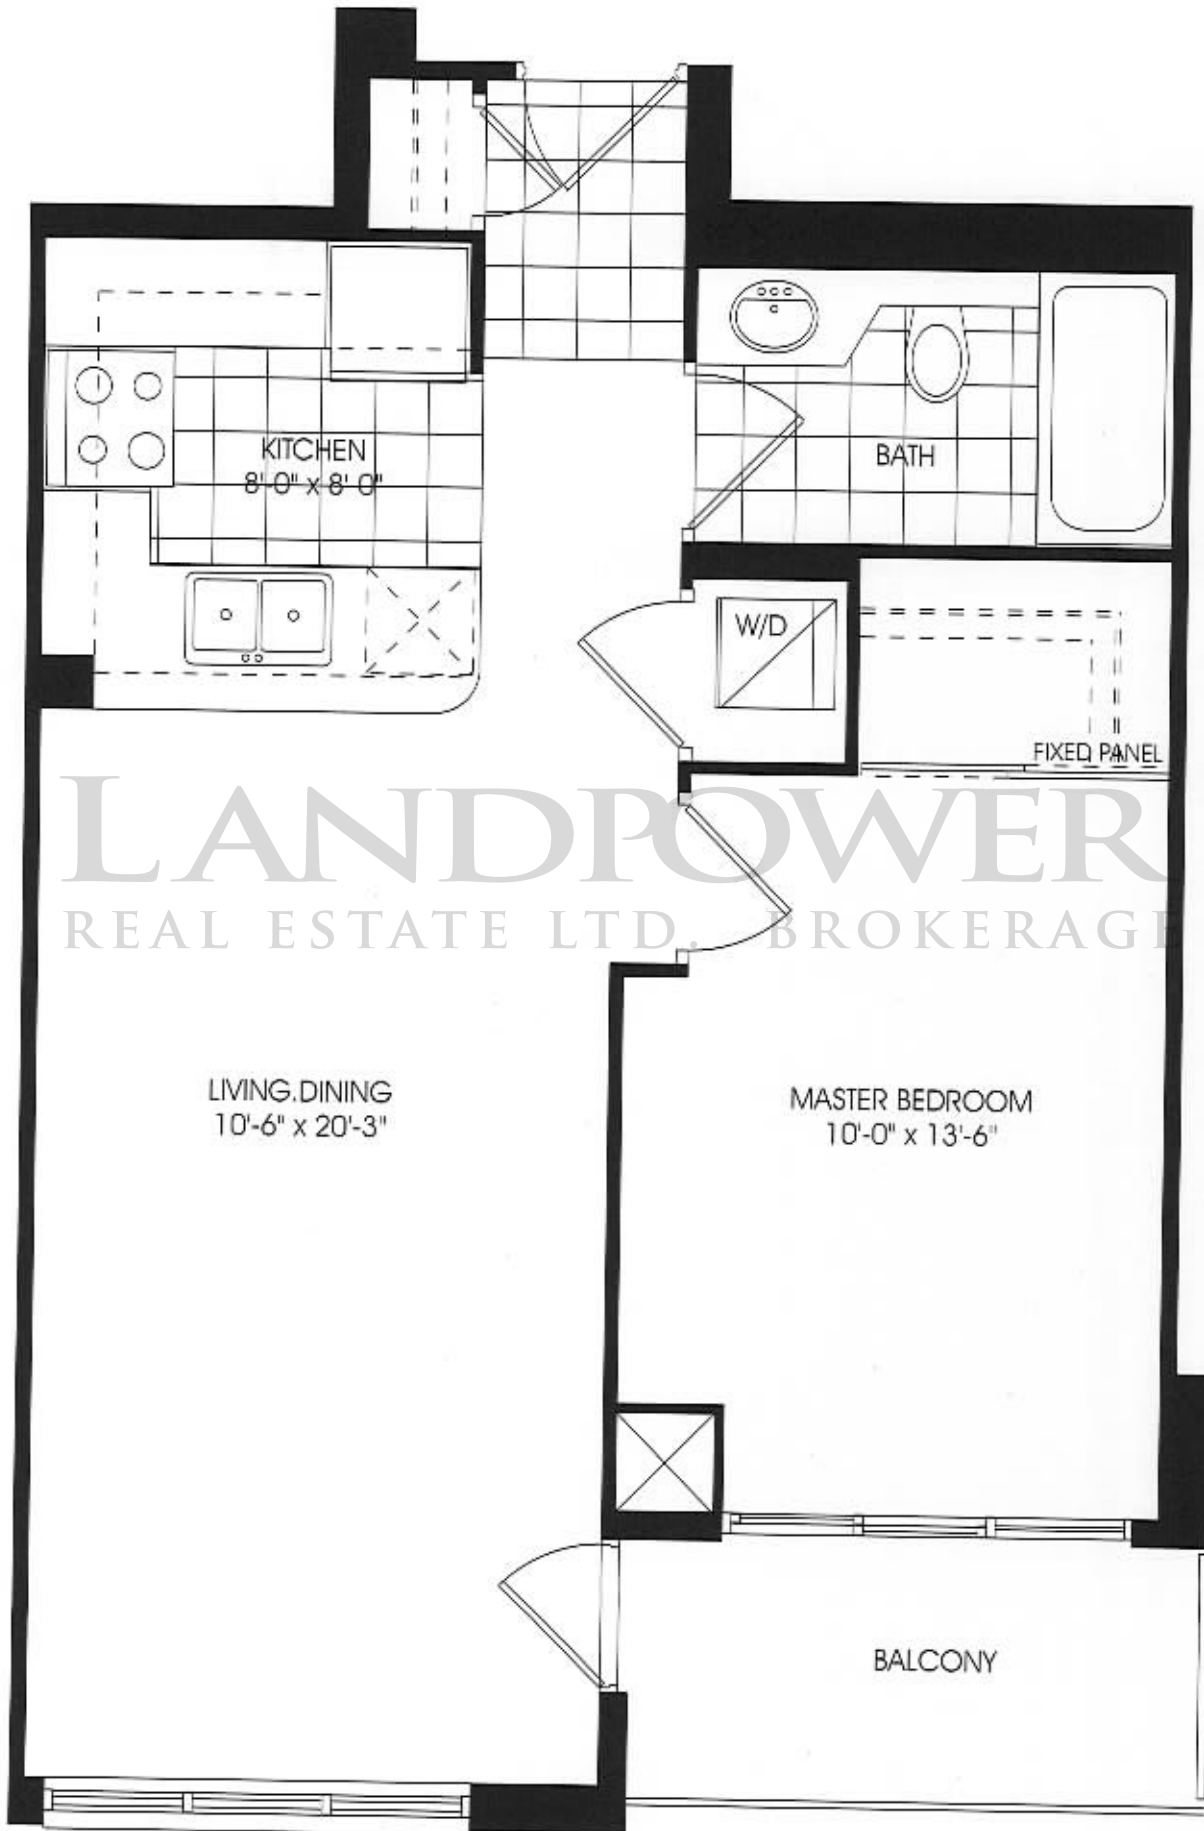 KITCHEN
8'-0" x 8' 0"
BATH
W/D
FIXED PANEL
LANDPOWER
REAL ESTATE LTD. BROKERAGE
LIVING.DINING
10'-6" x 20'-3"
MASTER BEDROOM
10'-0" x 13'-6"
BALCONY